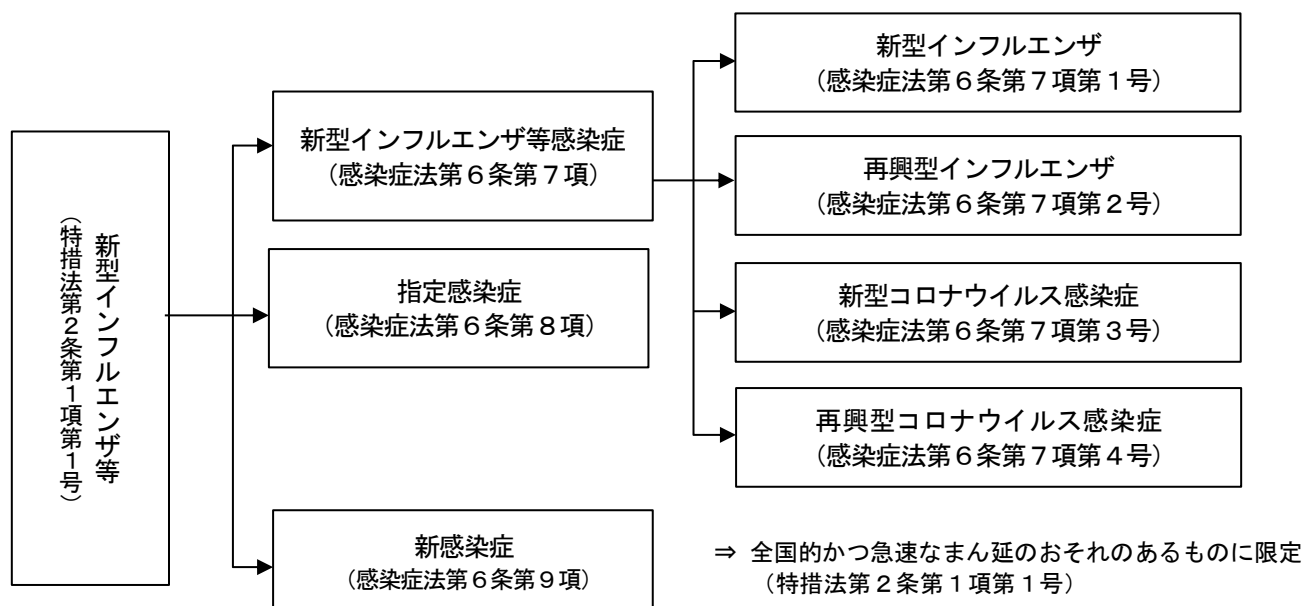 新型インフルエンザ等
（特措法第２条第１項第１号）
新型インフルエンザ等感染症
（感染症法第６条第７項）
指定感染症
（感染症法第６条第８項）
新感染症
（感染症法第６条第９項）
新型インフルエンザ
（感染症法第６条第７項第１号）
再興型インフルエンザ
（感染症法第６条第７項第２号）
新型コロナウイルス感染症
（感染症法第６条第７項第３号）
再興型コロナウイルス感染症
（感染症法第６条第７項第４号）
⇒ 全国的かつ急速なまん延のおそれのあるものに限定
（特措法第２条第１項第１号）